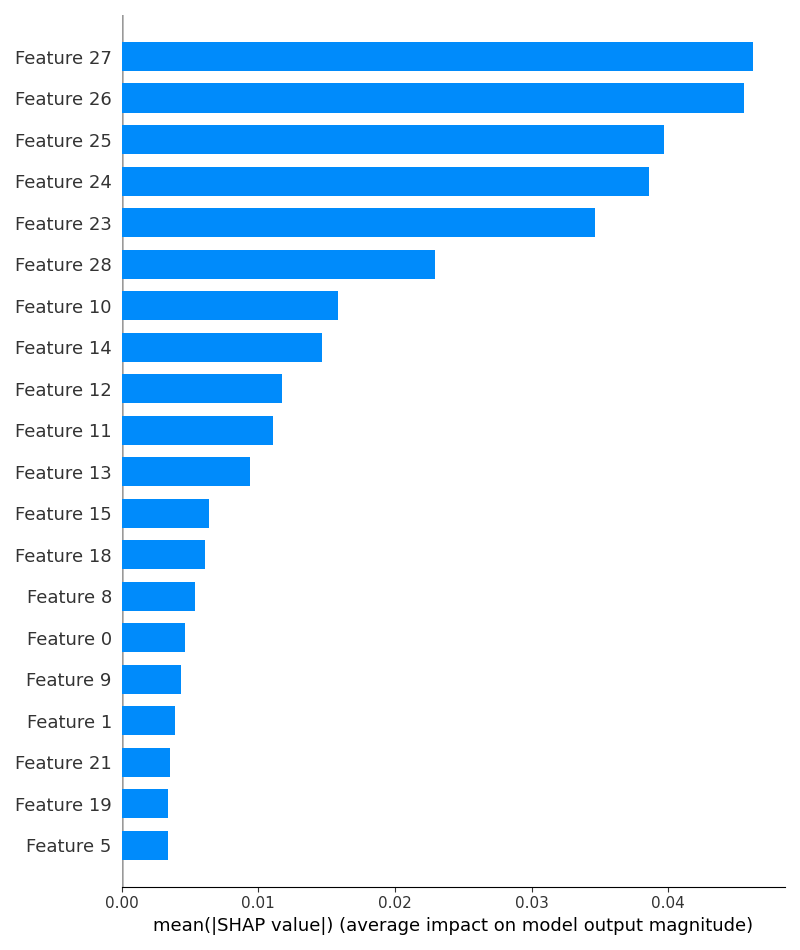 Feature 27
Feature 26
Feature 25
Feature 24
Feature 23
Feature 28
Feature 10
Feature 14
Feature 12
Feature 11
Feature 13
Feature 15
Feature 18
Feature 8
Feature 0
Feature 9
Feature 1
Feature 21
Feature 19
Feature 5
0.00 0.01 0.02 0.03 0.04
mean(|SHAP value|) (average impact on model output magnitude)